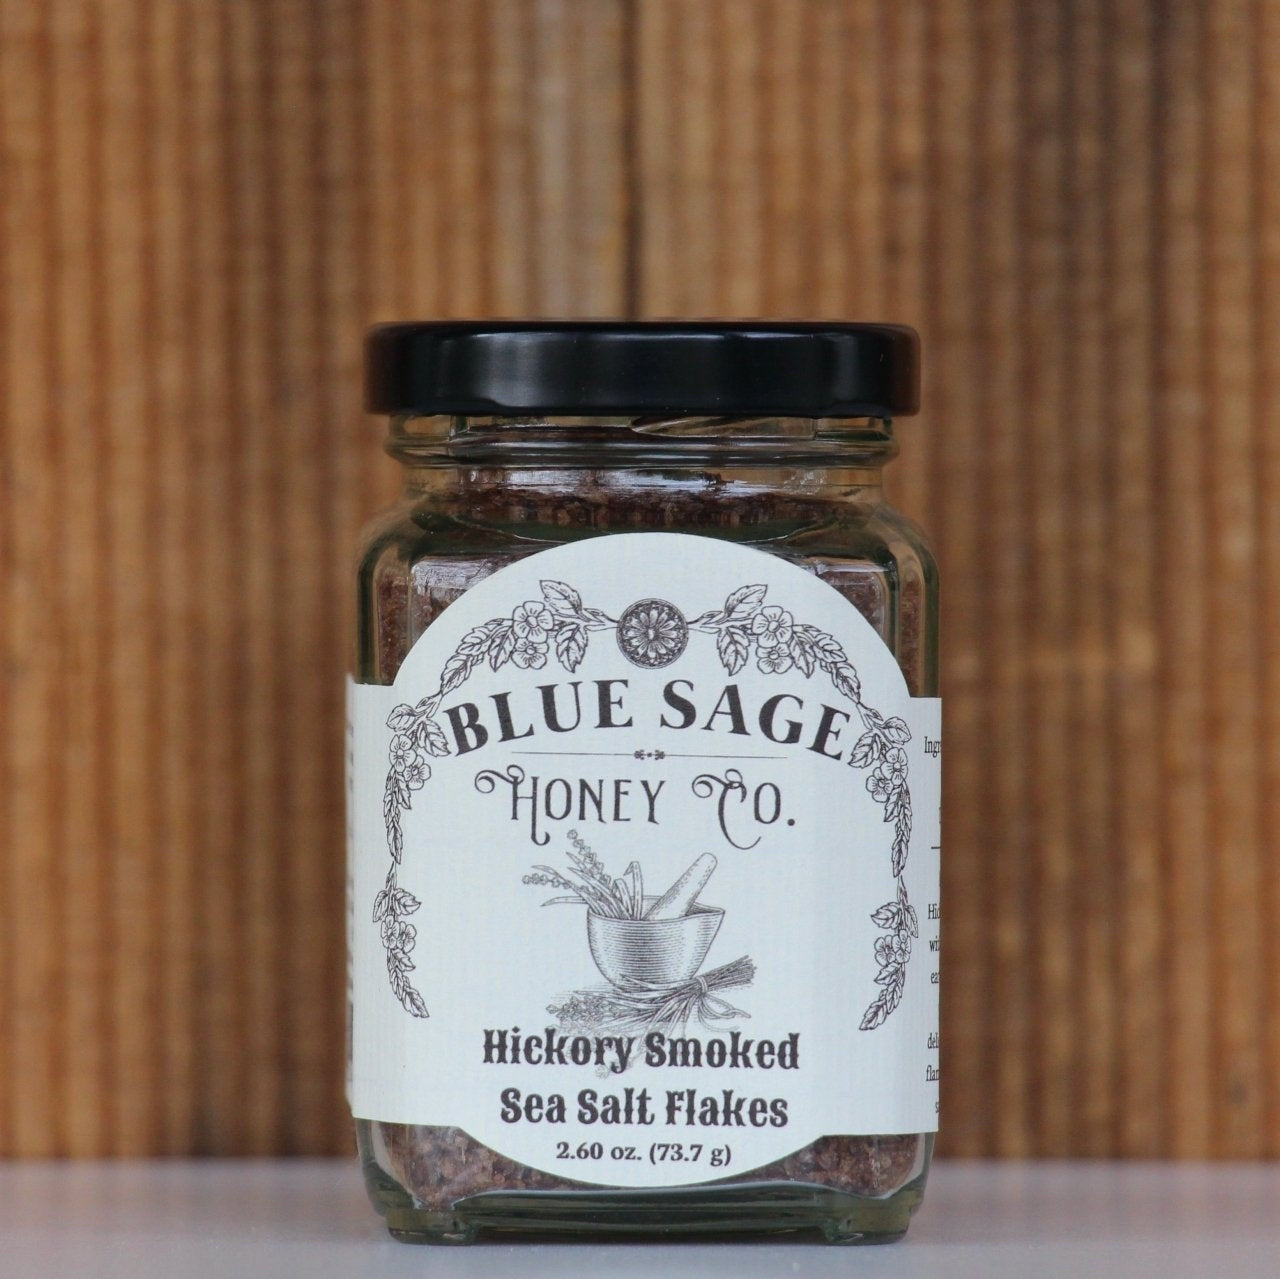 BLUE SAGE
HONEY CO.
Hickory Smoked
Sea Salt Flakes
2.60 oz. (73.7 g)